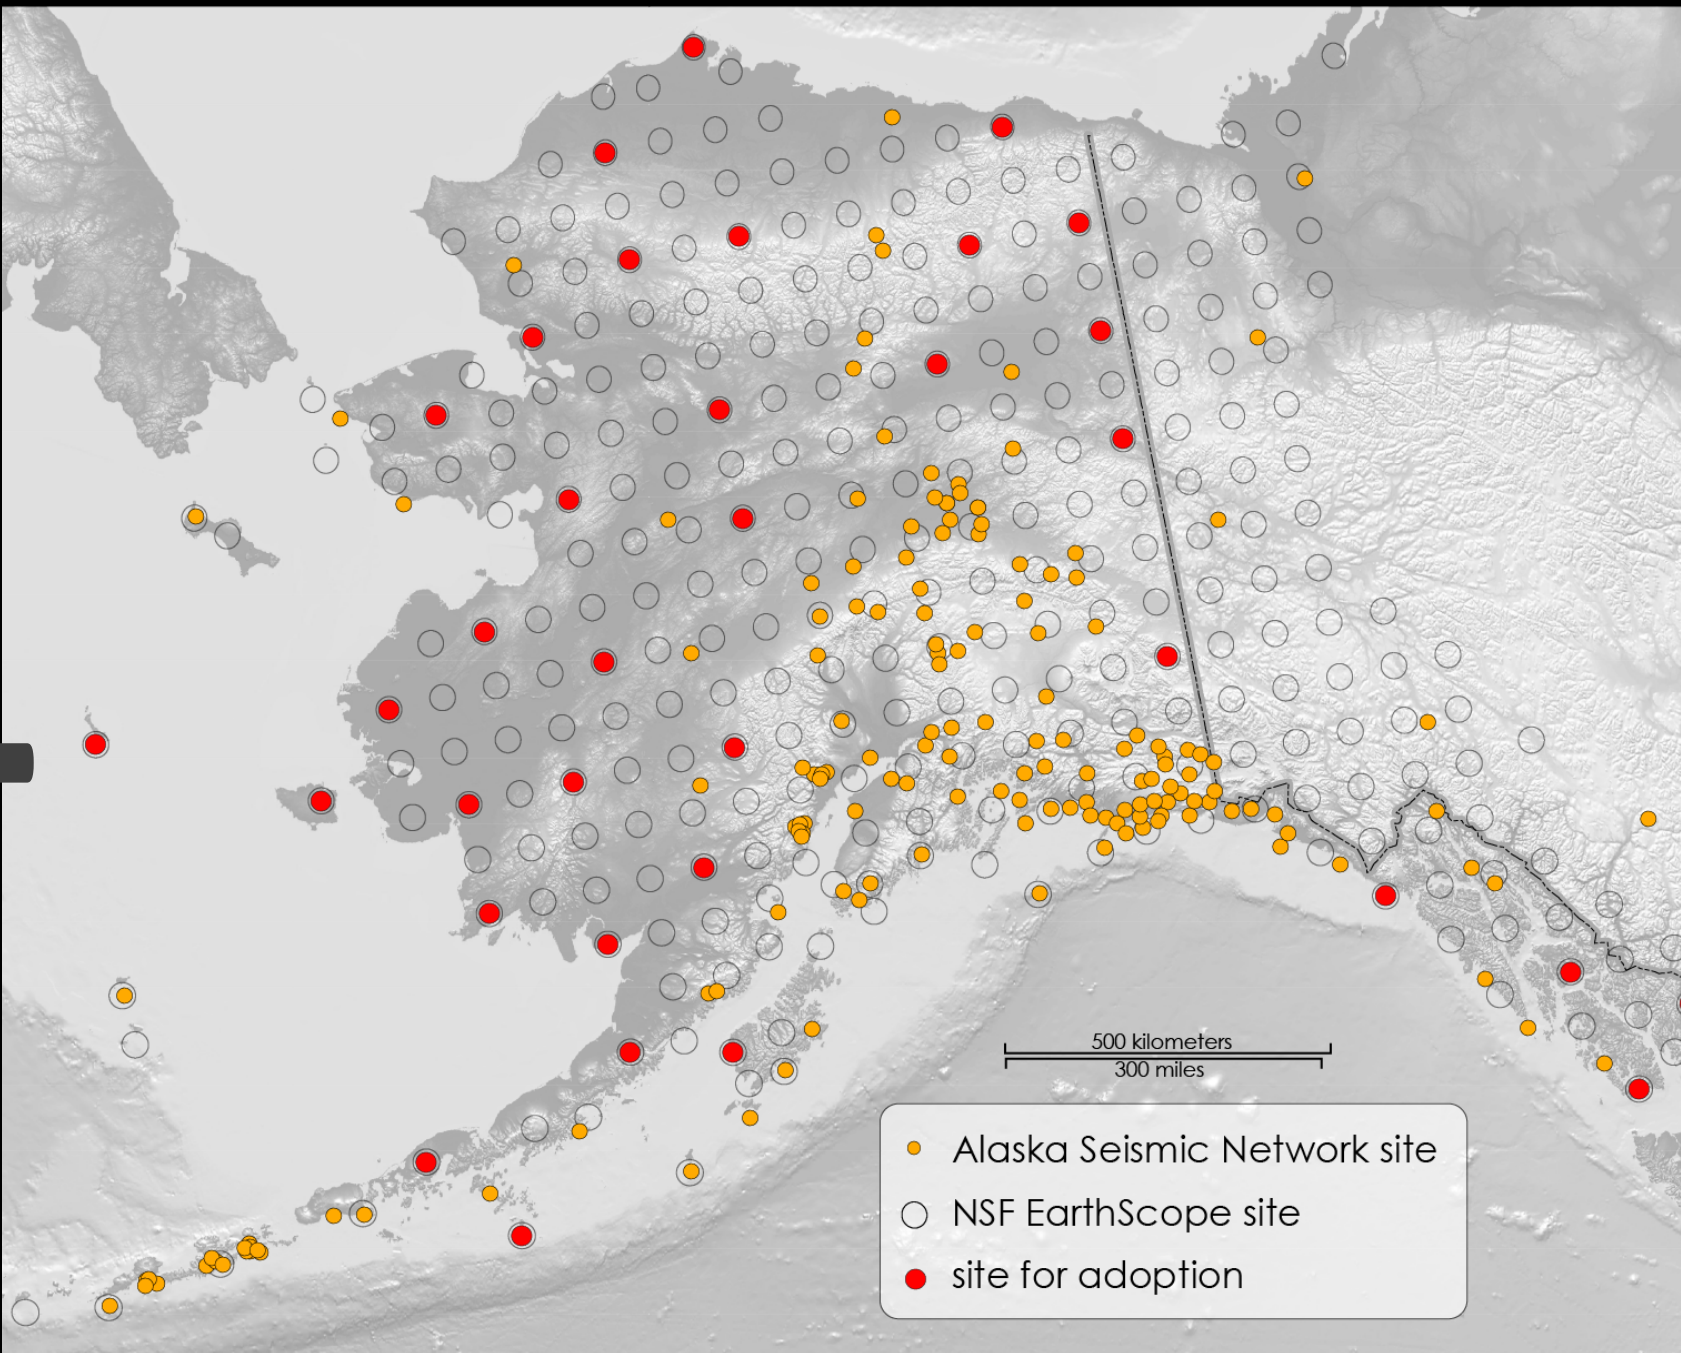 500 kilometers
300 miles
Alaska Seismic Network site
NSF EarthScope site
site for adoption